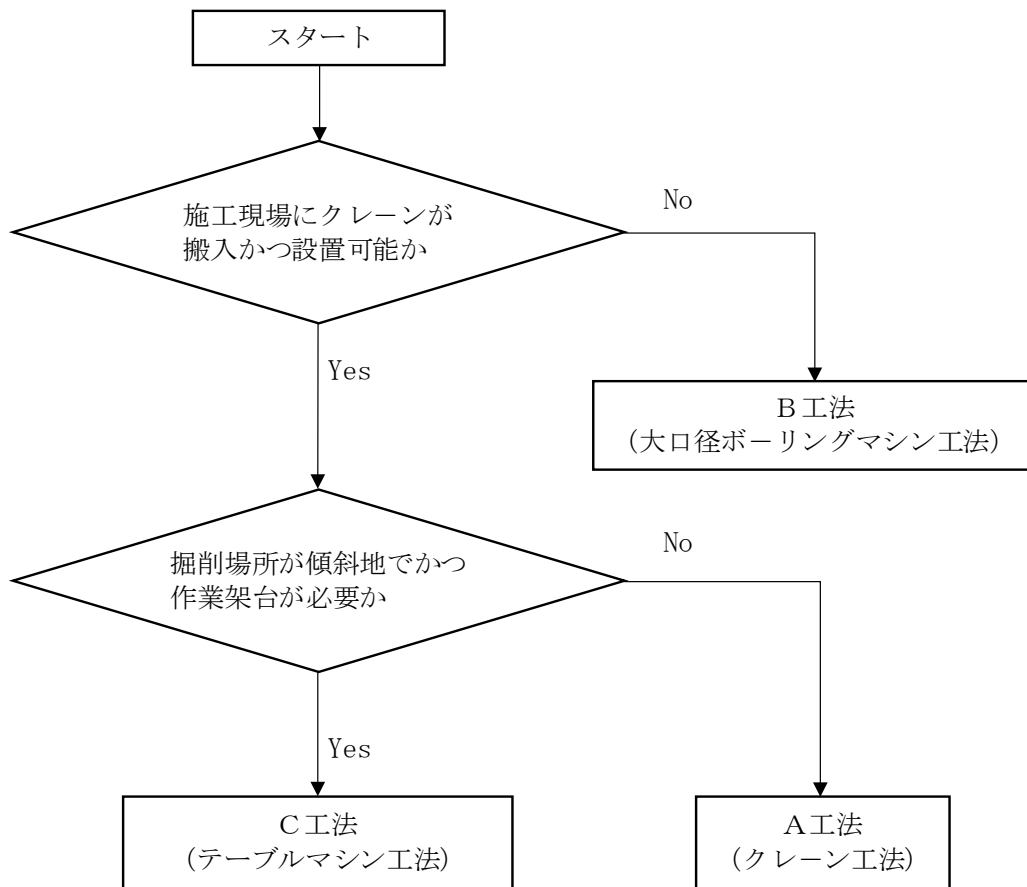 スタート
施工現場にクレーンが
搬入かつ設置可能か
No
Yes
B工法
(大口径ボーリングマシン工法)
掘削場所が傾斜地でかつ
作業架台が必要か
No
Yes
C工法
(テーブルマシン工法)
A工法
(クレーン工法)